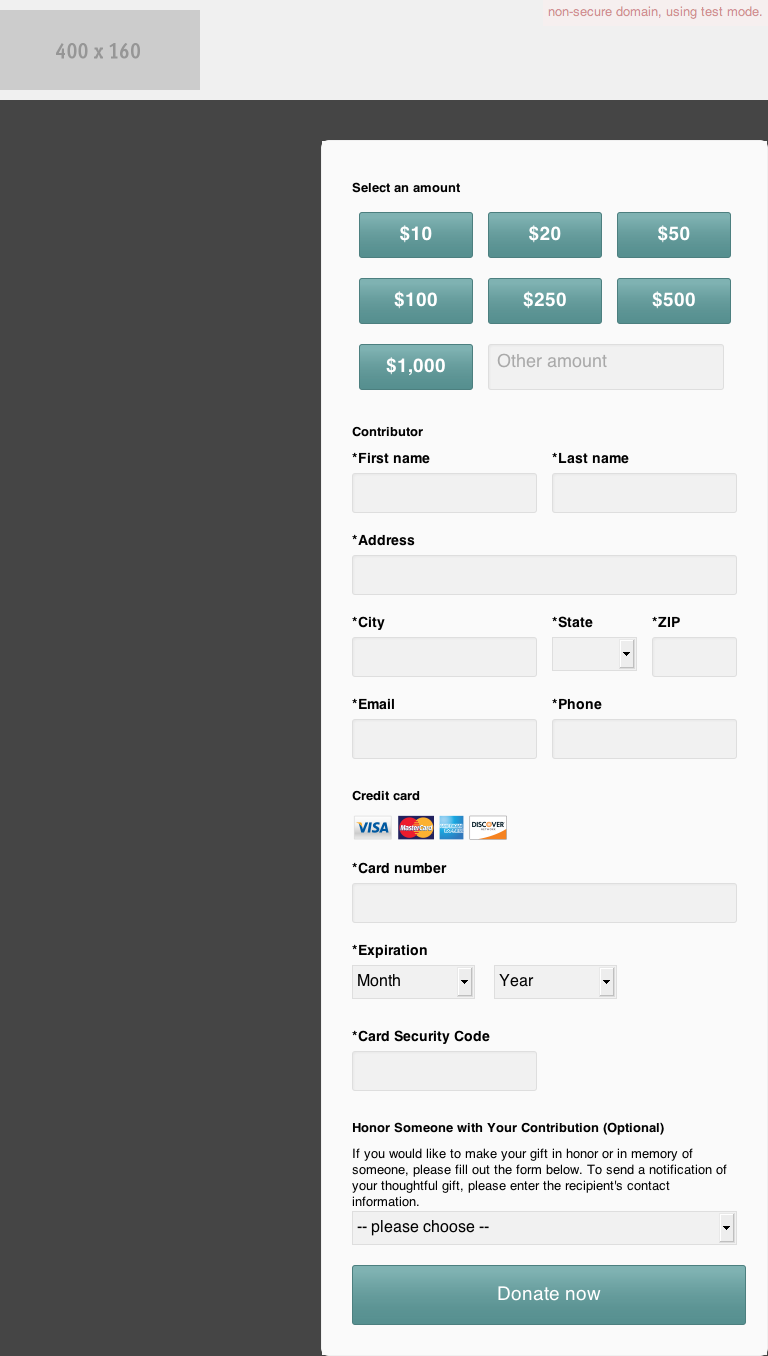 non-secure domain, using test mode.
400 x 160
Select an amount
$10 $20 $50
$100 $250 $500
$1,000 Other amount
Contributor
*First name *Last name
*Address
*City *State *ZIP
*Email *Phone
Credit card
VISA MasterCard DISCOVER
*Card number
*Expiration
Month Year
*Card Security Code
Honor Someone with Your Contribution (Optional)
If you would like to make your gift in honor or in memory of
someone, please fill out the form below. To send a notification of
your thoughtful gift, please enter the recipient's contact
information.
-- please choose --
Donate now